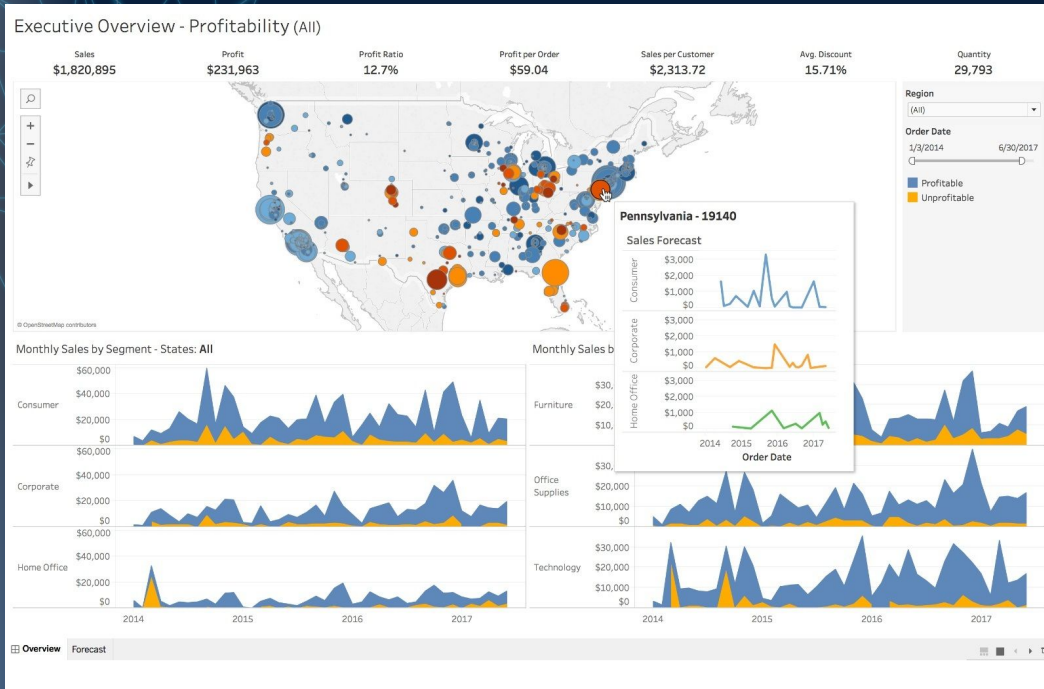 Executive Overview - Profitability (All)
Sales Profit Profit Ratio Profit per Order Sales per Customer Avg. Discount Quantity
$1,820,895 $231,963 12.7% $59.04 $2,313.72 15.71% 29,793
Region
(All)
Order Date
1/3/2014 6/30/2017
Profitable
Unprofitable
Pennsylvania - 19140
Sales Forecast
Consumer
$3,000
$2,000
$1,000
$0
Corporate
$3,000
$2,000
$1,000
$0
Home Office
$3,000
$2,000
$1,000
$0
2014 2015 2016 2017
Order Date
© OpenStreetMap contributors
Monthly Sales by Segment - States: All
Consumer
$60,000
$40,000
$20,000
$0
Corporate
$60,000
$40,000
$20,000
$0
Home Office
$60,000
$40,000
$20,000
$0
2014 2015 2016 2017
Monthly Sales b
Furniture
$30,
$20,
$10,
Office
Supplies
$30,
$20,000
$10,000
$0
Technology
$30,000
$20,000
$10,000
$0
2014 2015 2016 2017
Overview Forecast